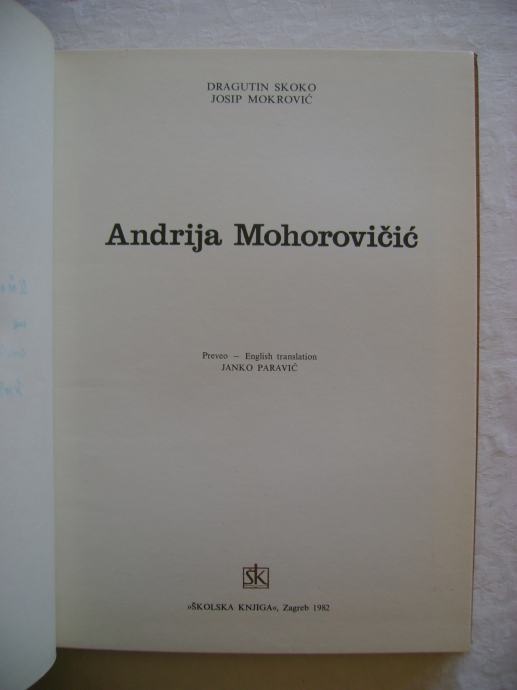 DRAGUTIN SKOKO
JOSIP MOKROVIĆ
Andrija Mohorovičić
Preveo – English translation
JANKO PARAVIĆ
ŠK
»ŠKOLSKA KNJIGA«, Zagreb 1982